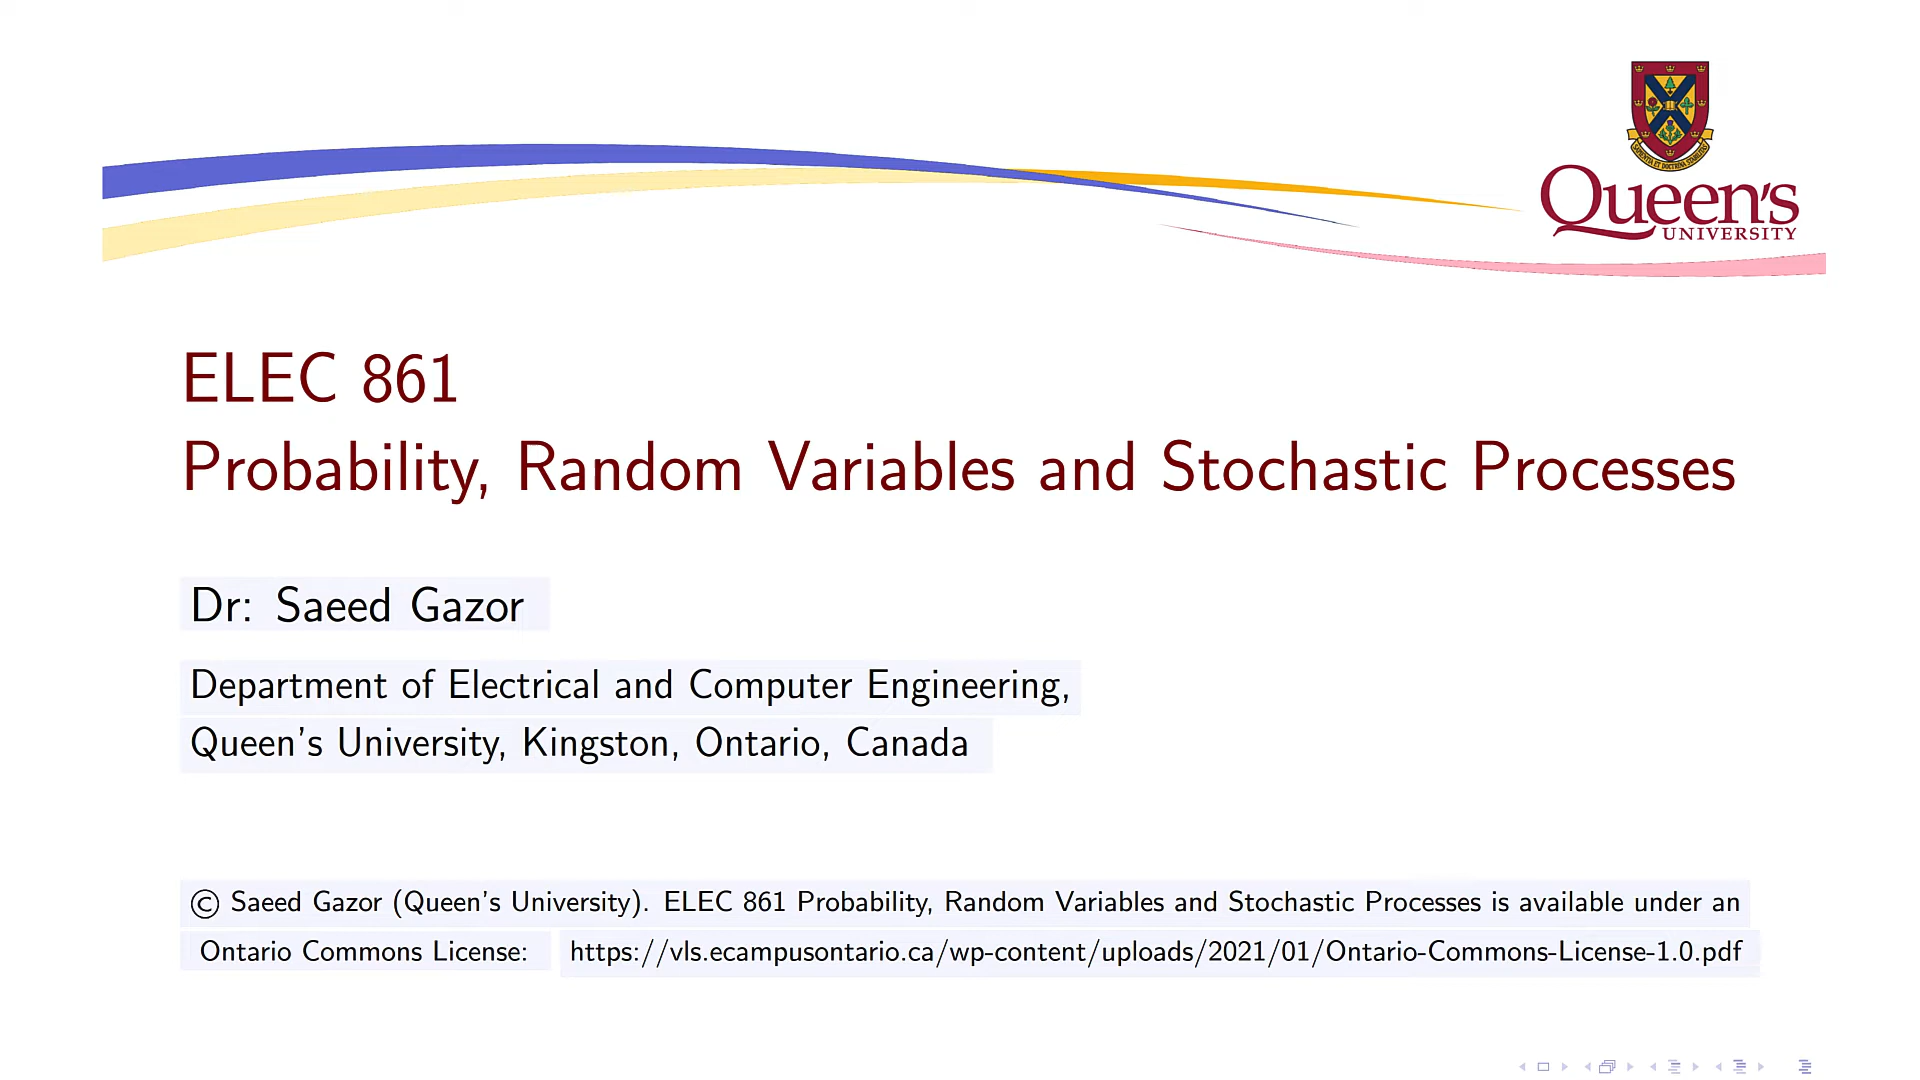 Queen's
UNIVERSITY
ELEC 861
Probability, Random Variables and Stochastic Processes
Dr: Saeed Gazor
Department of Electrical and Computer Engineering,
Queen's University, Kingston, Ontario, Canada
© Saeed Gazor (Queen's University). ELEC 861 Probability, Random Variables and Stochastic Processes is available under an
Ontario Commons License: https://vls.ecampusontario.ca/wp-content/uploads/2021/01/Ontario-Commons-License-1.0.pdf